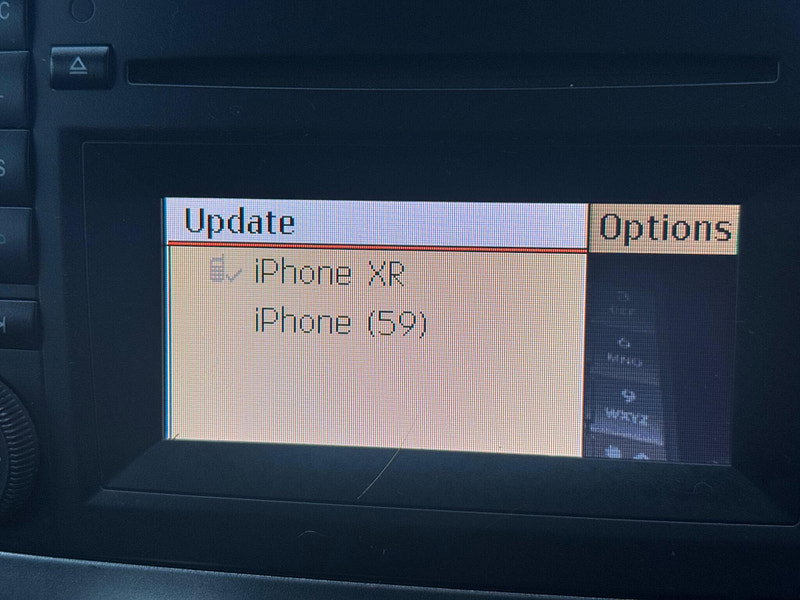 C
S
Update
Options
iPhone XR
iPhone (59)
MNO
9
WXYZ